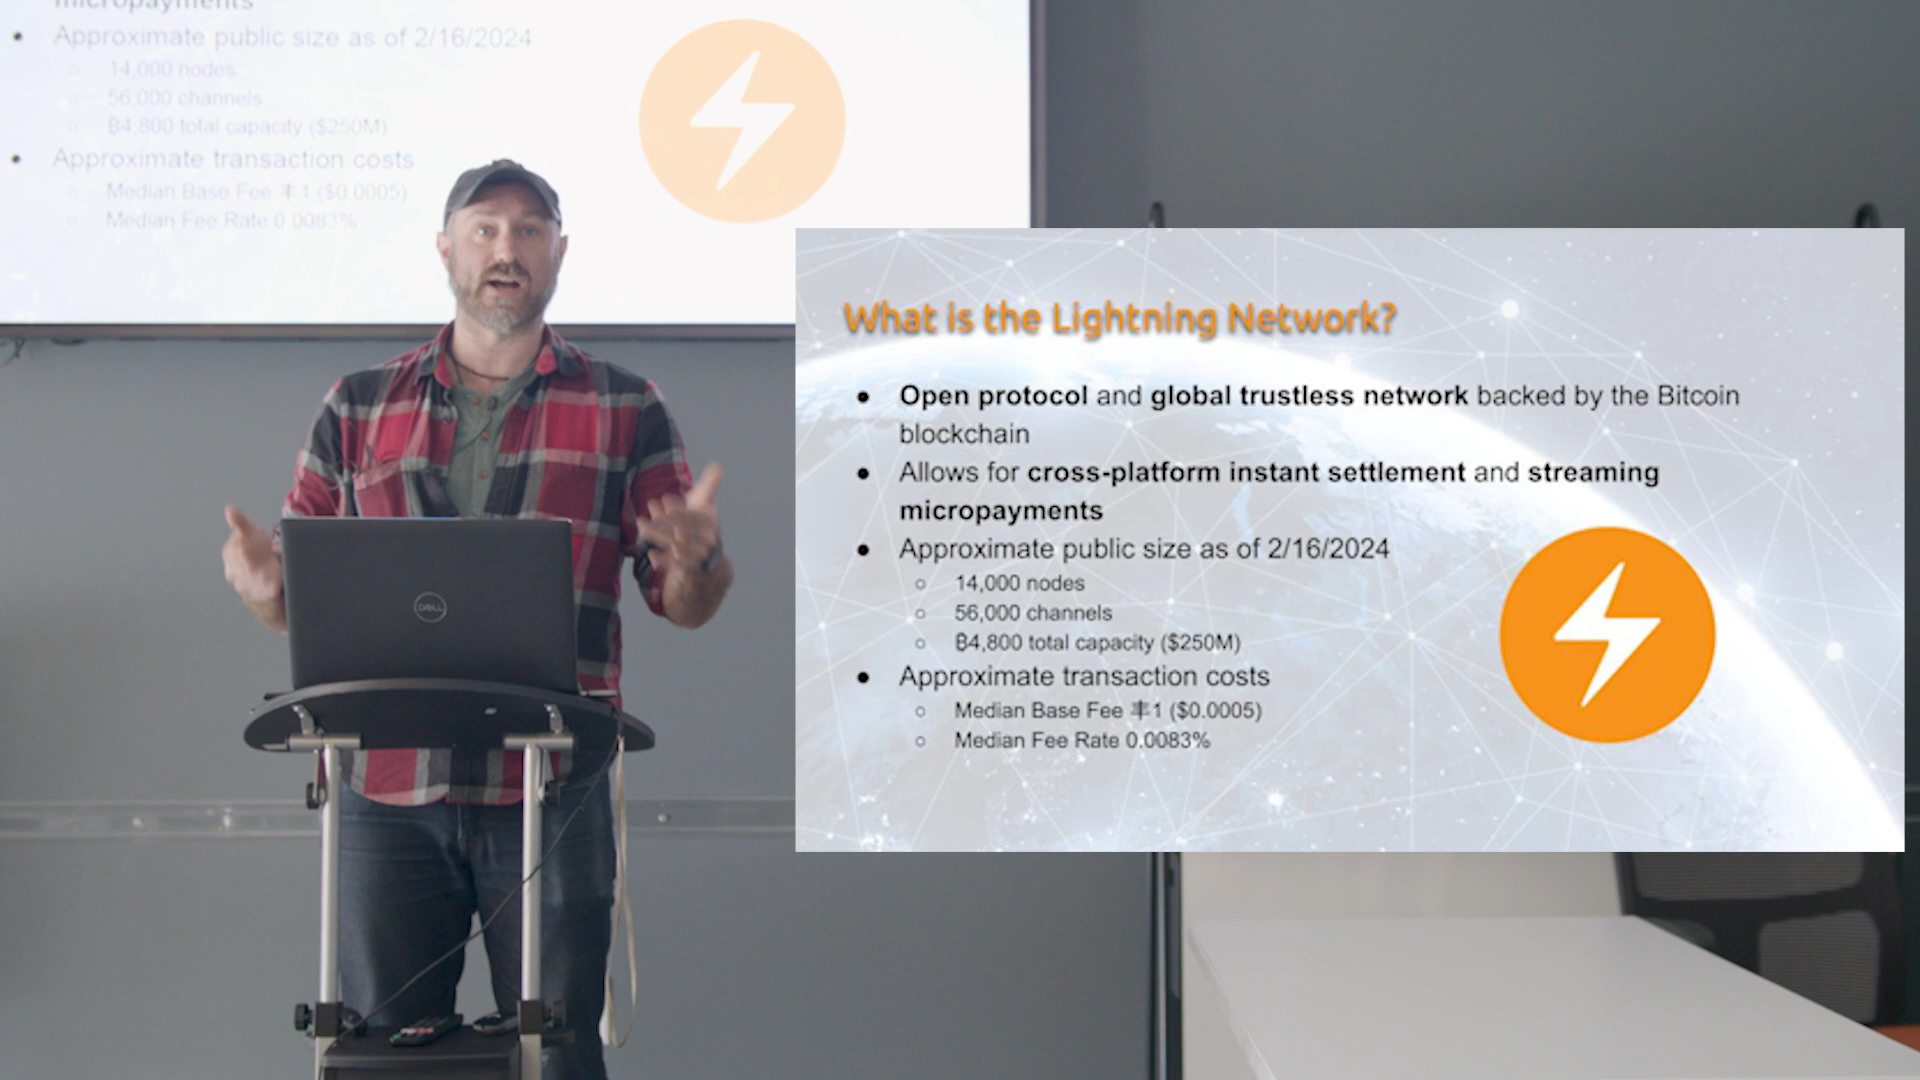 micropayments
• Approximate public size as of 2/16/2024
○ 14,000 nodes
○ 56,000 channels
○ ₿4,800 total capacity ($250M)
• Approximate transaction costs
○ Median Base Fee 丰1 ($0.0005)
○ Median Fee Rate 0.0083%
DELL
What is the Lightning Network?
● Open protocol and global trustless network backed by the Bitcoin
blockchain
● Allows for cross-platform instant settlement and streaming
micropayments
● Approximate public size as of 2/16/2024
○ 14,000 nodes
○ 56,000 channels
○ ₿4,800 total capacity ($250M)
● Approximate transaction costs
○ Median Base Fee 丰1 ($0.0005)
○ Median Fee Rate 0.0083%